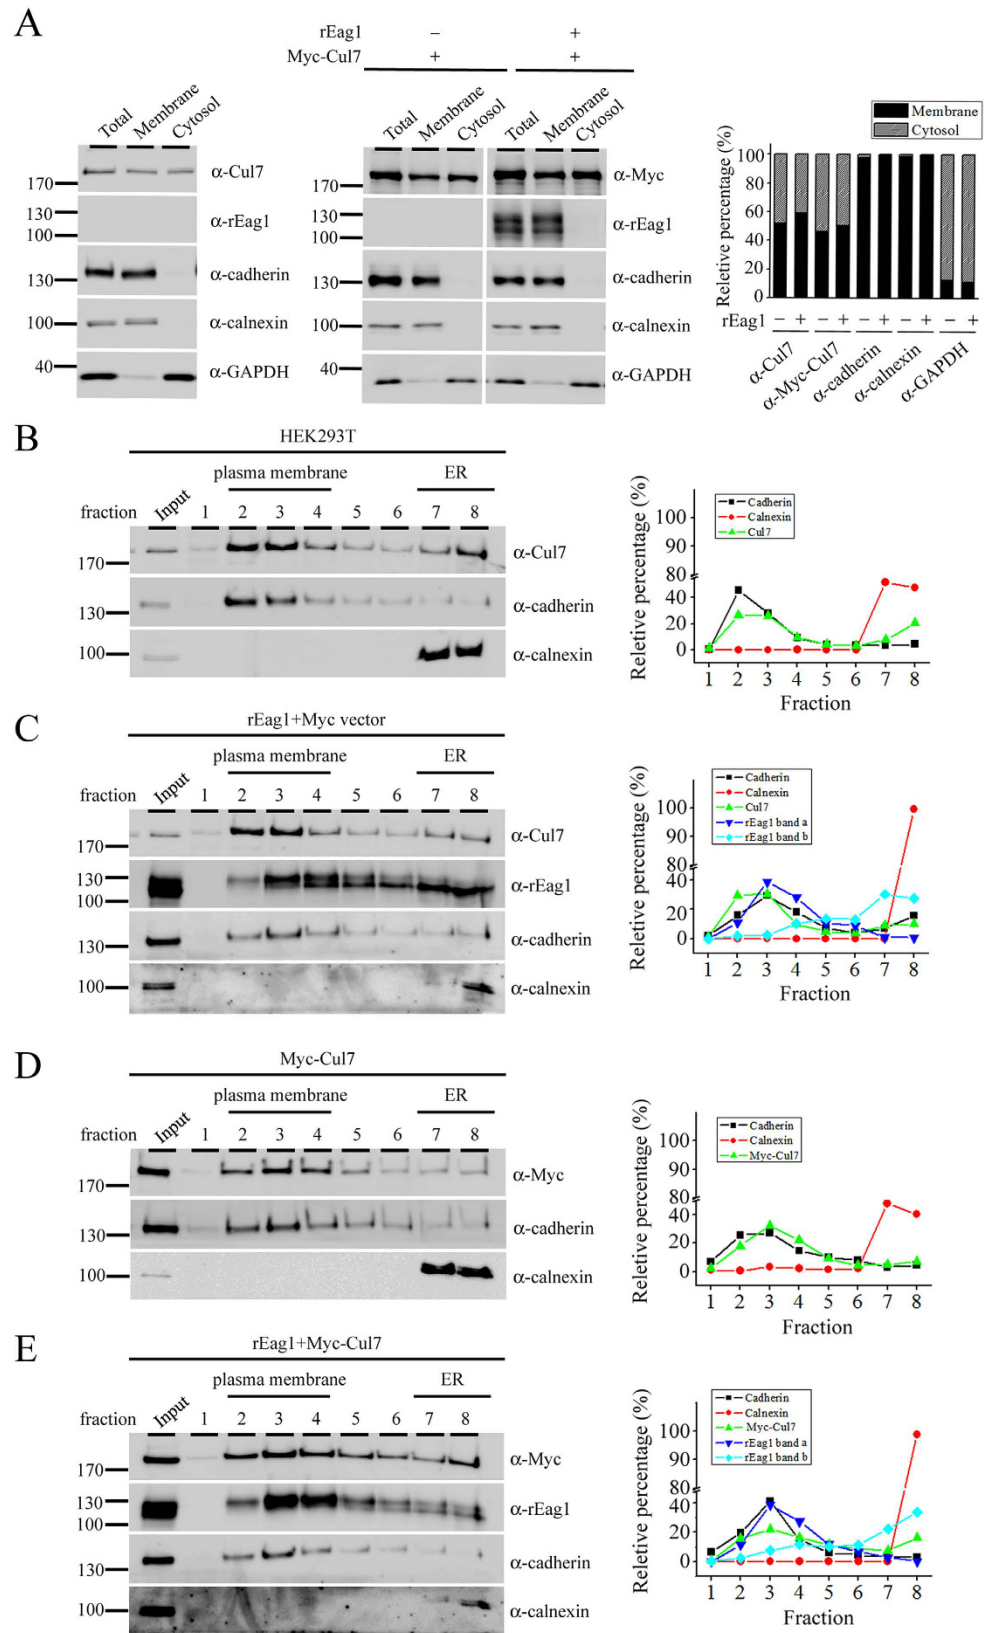 A
rEag1 – +
Myc-Cul7 + +
Total Membrane Cytosol
Total Membrane Cytosol Total Membrane Cytosol
170
130
100
130
100
40
α-Cul7
α-rEag1
α-cadherin
α-calnexin
α-GAPDH
170
130
100
130
100
40
α-Myc
α-rEag1
α-cadherin
α-calnexin
α-GAPDH
Membrane
Cytosol
Reletive percentage (%)
100
80
60
40
20
0
rEag1 – + – + – + – + – +
α-Cul7
α-Myc-Cul7
α-cadherin
α-calnexin
α-GAPDH
B
HEK293T
plasma membrane ER
fraction Input 1 2 3 4 5 6 7 8
170 α-Cul7
130 α-cadherin
100 α-calnexin
Reletive percentage (%)
100
90
80
40
20
0
Cadherin
Calnexin
Cul7
1 2 3 4 5 6 7 8
Fraction
C
rEag1+Myc vector
plasma membrane ER
fraction Input 1 2 3 4 5 6 7 8
170 α-Cul7
130
100 α-rEag1
130 α-cadherin
100 α-calnexin
Reletive percentage (%)
100
90
80
40
20
0
Cadherin
Calnexin
Cul7
rEag1 band a
rEag1 band b
1 2 3 4 5 6 7 8
Fraction
D
Myc-Cul7
plasma membrane ER
fraction Input 1 2 3 4 5 6 7 8
170 α-Myc
130 α-cadherin
100 α-calnexin
Reletive percentage (%)
100
90
80
40
20
0
Cadherin
Calnexin
Myc-Cul7
1 2 3 4 5 6 7 8
Fraction
E
rEag1+Myc-Cul7
plasma membrane ER
fraction Input 1 2 3 4 5 6 7 8
170 α-Myc
130
100 α-rEag1
130 α-cadherin
100 α-calnexin
Reletive percentage (%)
100
90
80
40
20
0
Cadherin
Calnexin
Myc-Cul7
rEag1 band a
rEag1 band b
1 2 3 4 5 6 7 8
Fraction